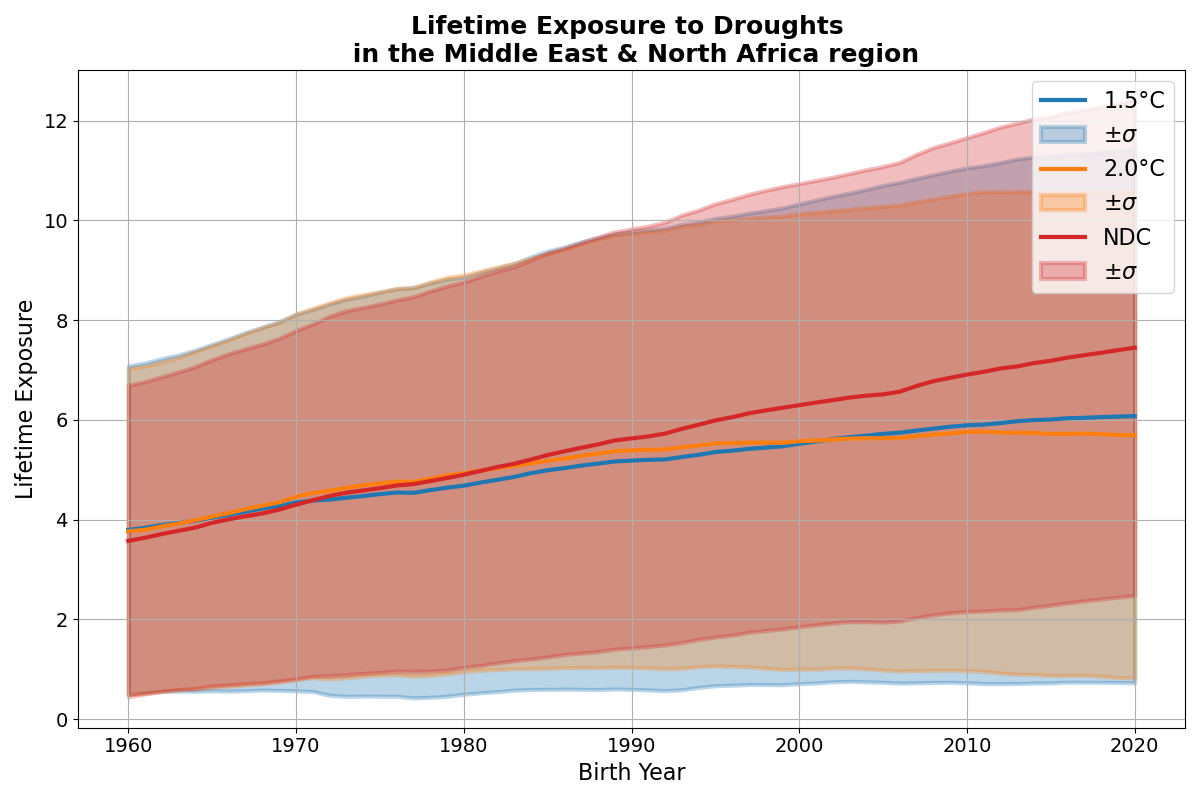 Lifetime Exposure to Droughts
in the Middle East & North Africa region
Lifetime Exposure
12
10
8
6
4
2
0
1.5°C
±σ
2.0°C
±σ
NDC
±σ
1960
1970
1980
1990
2000
2010
2020
Birth Year